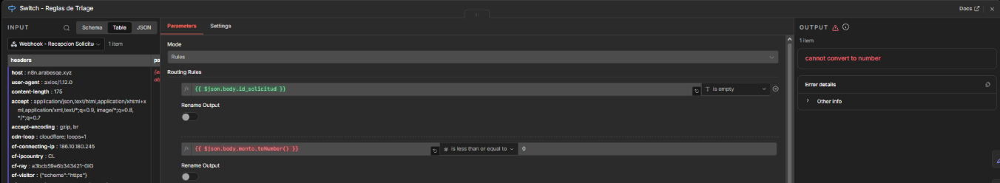 Switch - Reglas de Triage
Docs
INPUT
Schema Table JSON
Webhook - Recepcion Solicitu
1 item
headers
pa
host : n8n.arabesqe.xyz
user-agent : axios/1.12.0
content-length : 175
accept : application/json,text/html,application/xhtml+x
ml,application/xml,text/*;q=0.9, image/*;q=0.8,
*/*;q=0.7
accept-encoding : gzip, br
cdn-loop : cloudflare; loops=1
cf-connecting-ip : 186.10.180.245
cf-ipcountry : CL
cf-ray : a3bcb59e6b343421-GIG
cf-visitor : {"scheme":"https"}
Parameters Settings
Mode
Rules
Routing Rules
fx {{ $json.body.id_solicitud }} T is empty
Rename Output
fx {{ $json.body.monto.toNumber() }} # is less than or equal to 0
Rename Output
OUTPUT
1 item
cannot convert to number
Error details
Other info